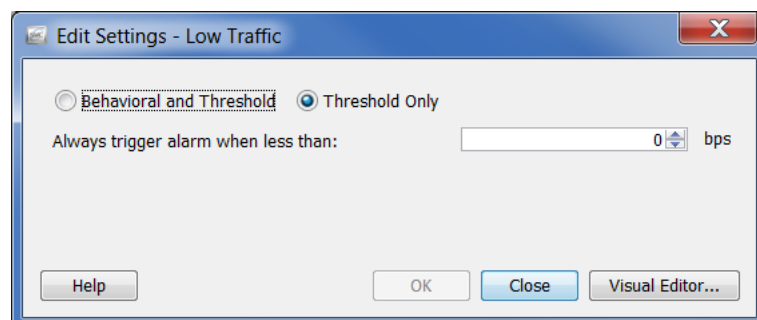 Edit Settings - Low Traffic
X
Behavioral and Threshold Threshold Only
Always trigger alarm when less than: 0 bps
Help OK Close Visual Editor...